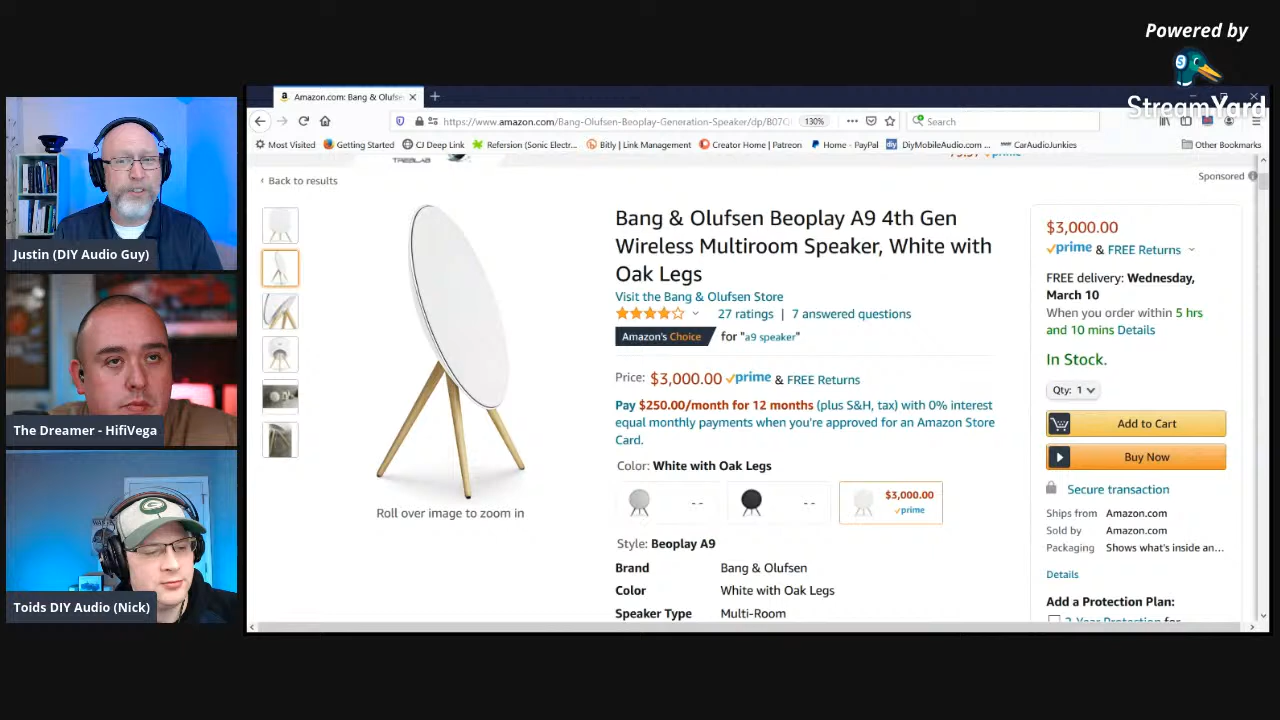 Powered by
StreamYard
Amazon.com: Bang & Olufse
https://www.amazon.com/Bang-Olufsen-Beoplay-Generation-Speaker/dp/B07
130%
Search
Most Visited
Getting Started
CJ Deep Link
Refersion (Sonic Electr...
Bitly | Link Management
Creator Home | Patreon
Home - PayPal
DiyMobileAudio.com ...
CarAudioJunkies
Other Bookmarks
TREBLAB
Sponsored
‹ Back to results
Bang & Olufsen Beoplay A9 4th Gen
Wireless Multiroom Speaker, White with
Oak Legs
Visit the Bang & Olufsen Store
27 ratings | 7 answered questions
Amazon's Choice for "a9 speaker"
Price: $3,000.00 prime & FREE Returns
Pay $250.00/month for 12 months (plus S&H, tax) with 0% interest
equal monthly payments when you're approved for an Amazon Store
Card.
Color: White with Oak Legs
- -
- -
$3,000.00
prime
Style: Beoplay A9
Brand Bang & Olufsen
Color White with Oak Legs
Speaker Type Multi-Room
Roll over image to zoom in
$3,000.00
prime & FREE Returns
FREE delivery: Wednesday,
March 10
When you order within 5 hrs
and 10 mins Details
In Stock.
Qty: 1
Add to Cart
Buy Now
Secure transaction
Ships from Amazon.com
Sold by Amazon.com
Packaging Shows what's inside an...
Details
Add a Protection Plan:
2-Year Protection for
Justin (DIY Audio Guy)
The Dreamer - HifiVega
Toids DIY Audio (Nick)